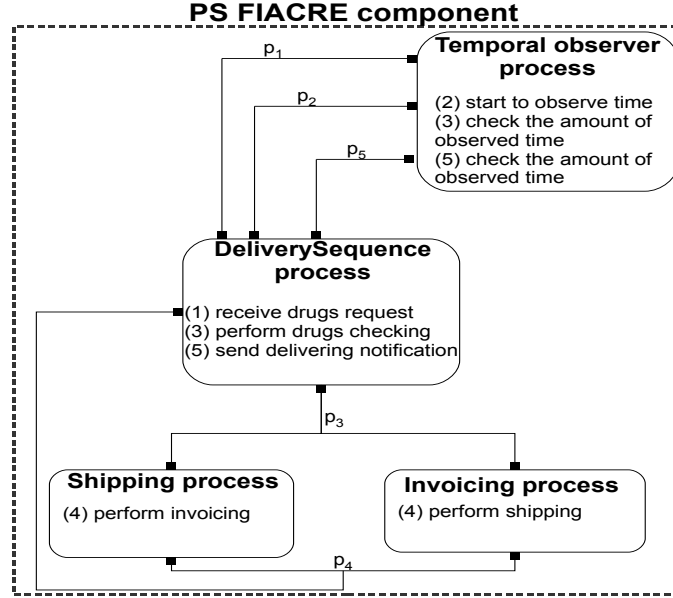 PS FIACRE component
Temporal observer
process
(2) start to observe time
(3) check the amount of
observed time
(5) check the amount of
observed time
p1
p2
p5
DeliverySequence
process
(1) receive drugs request
(3) perform drugs checking
(5) send delivering notification
p3
Shipping process
(4) perform invoicing
Invoicing process
(4) perform shipping
p4